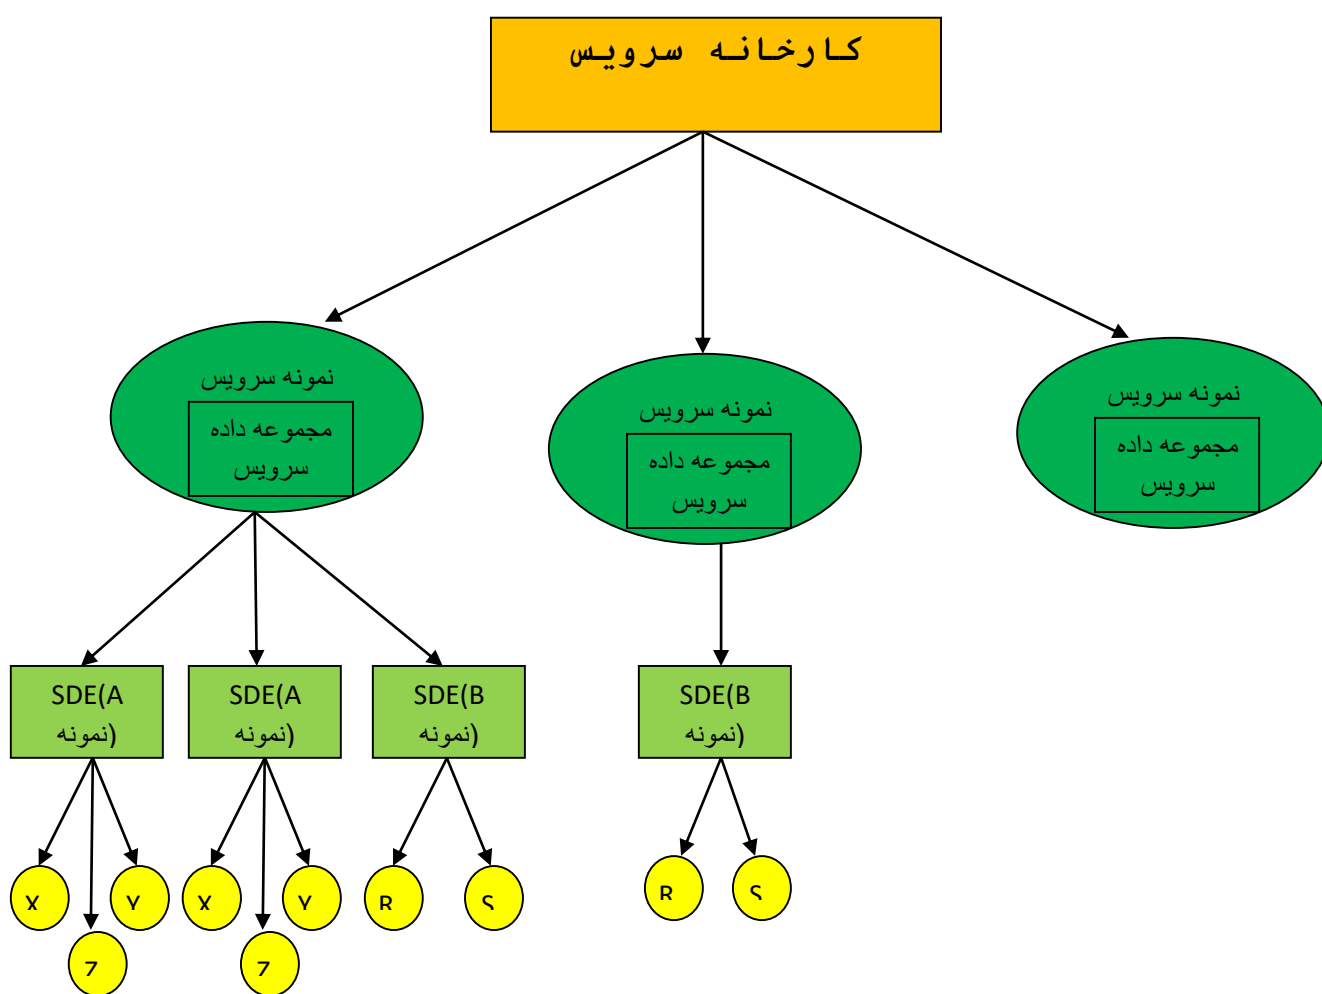 کارخانه سرویس
نمونه سرویس
مجموعه داده
سرویس
نمونه سرویس
مجموعه داده
سرویس
نمونه سرویس
مجموعه داده
سرویس
SDE(A
نمونه)
SDE(A
نمونه)
SDE(B
نمونه)
SDE(B
نمونه)
X
Y
X
Y
R
S
R
S
Z
Z